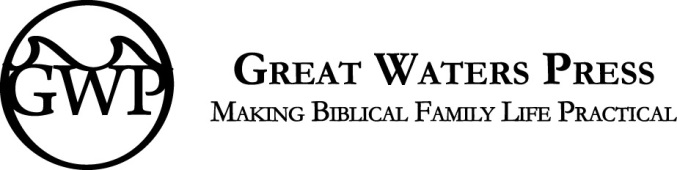 GWP
Great Waters Press
Making Biblical Family Life Practical